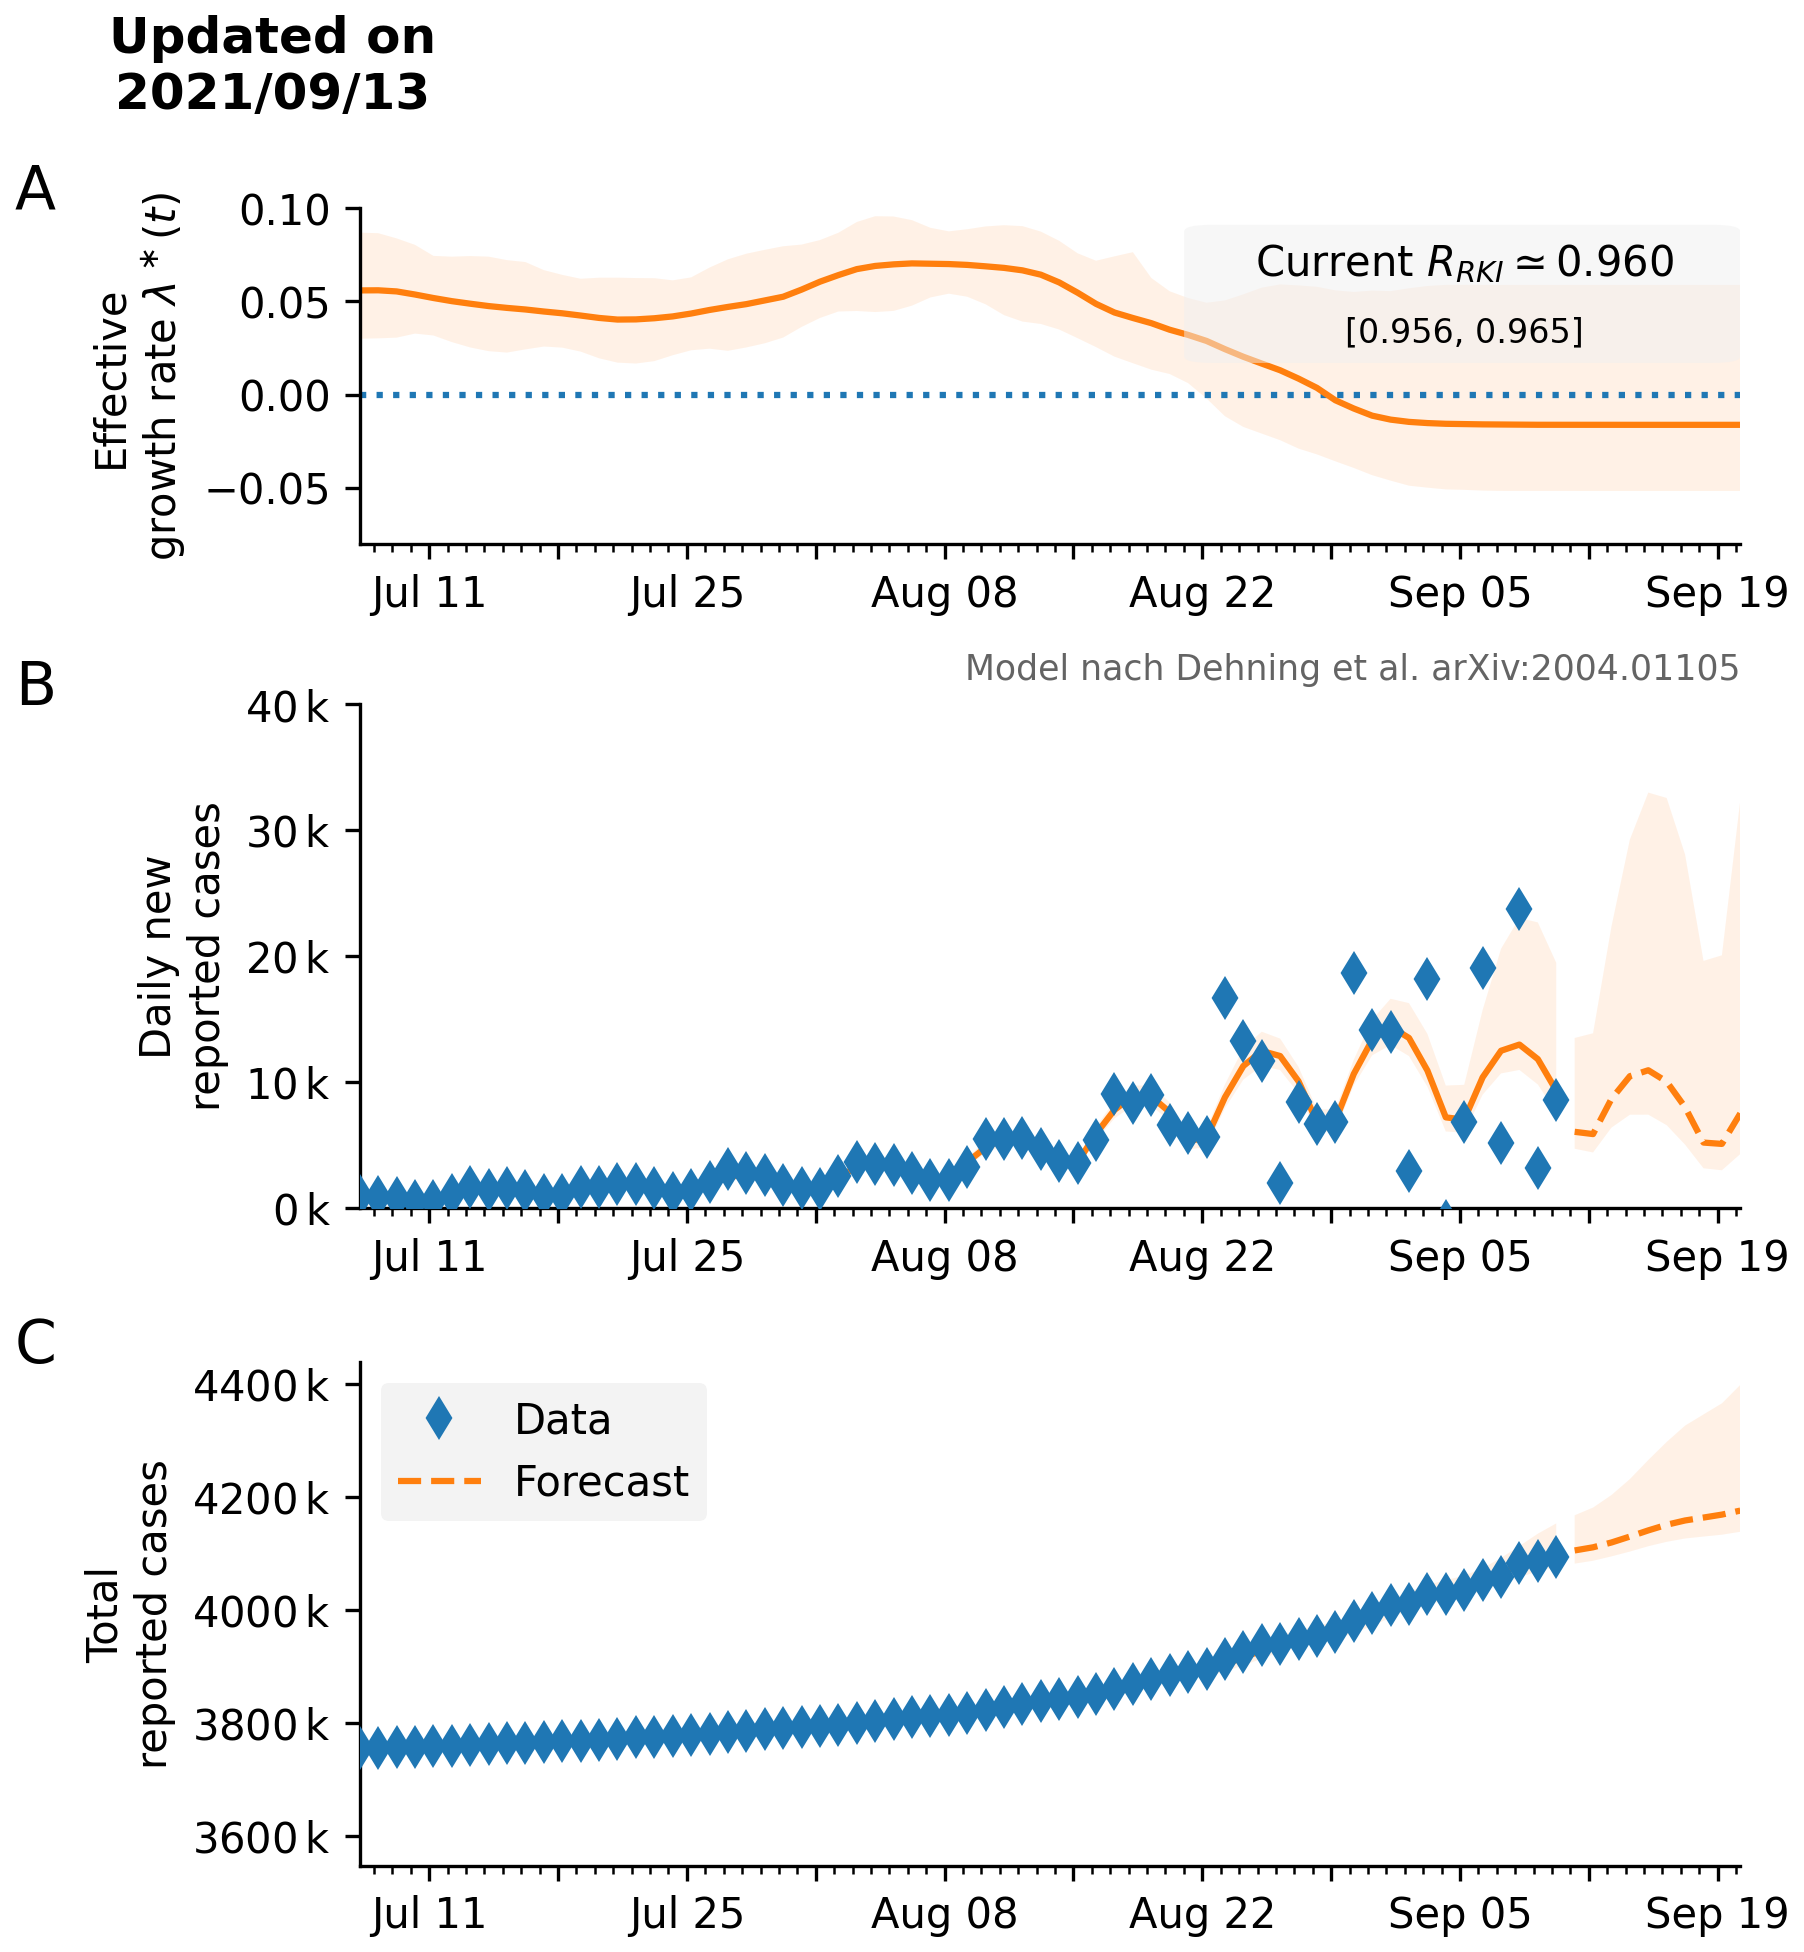 Updated on
2021/09/13
A
Effective
growth rate λ * (t)
0.10
0.05
0.00
−0.05
Current R_RKI ≃ 0.960
[0.956, 0.965]
Jul 11
Jul 25
Aug 08
Aug 22
Sep 05
Sep 19
B
Model nach Dehning et al. arXiv:2004.01105
Daily new
reported cases
40 k
30 k
20 k
10 k
0 k
Jul 11
Jul 25
Aug 08
Aug 22
Sep 05
Sep 19
C
Total
reported cases
4400 k
4200 k
4000 k
3800 k
3600 k
Data
Forecast
Jul 11
Jul 25
Aug 08
Aug 22
Sep 05
Sep 19